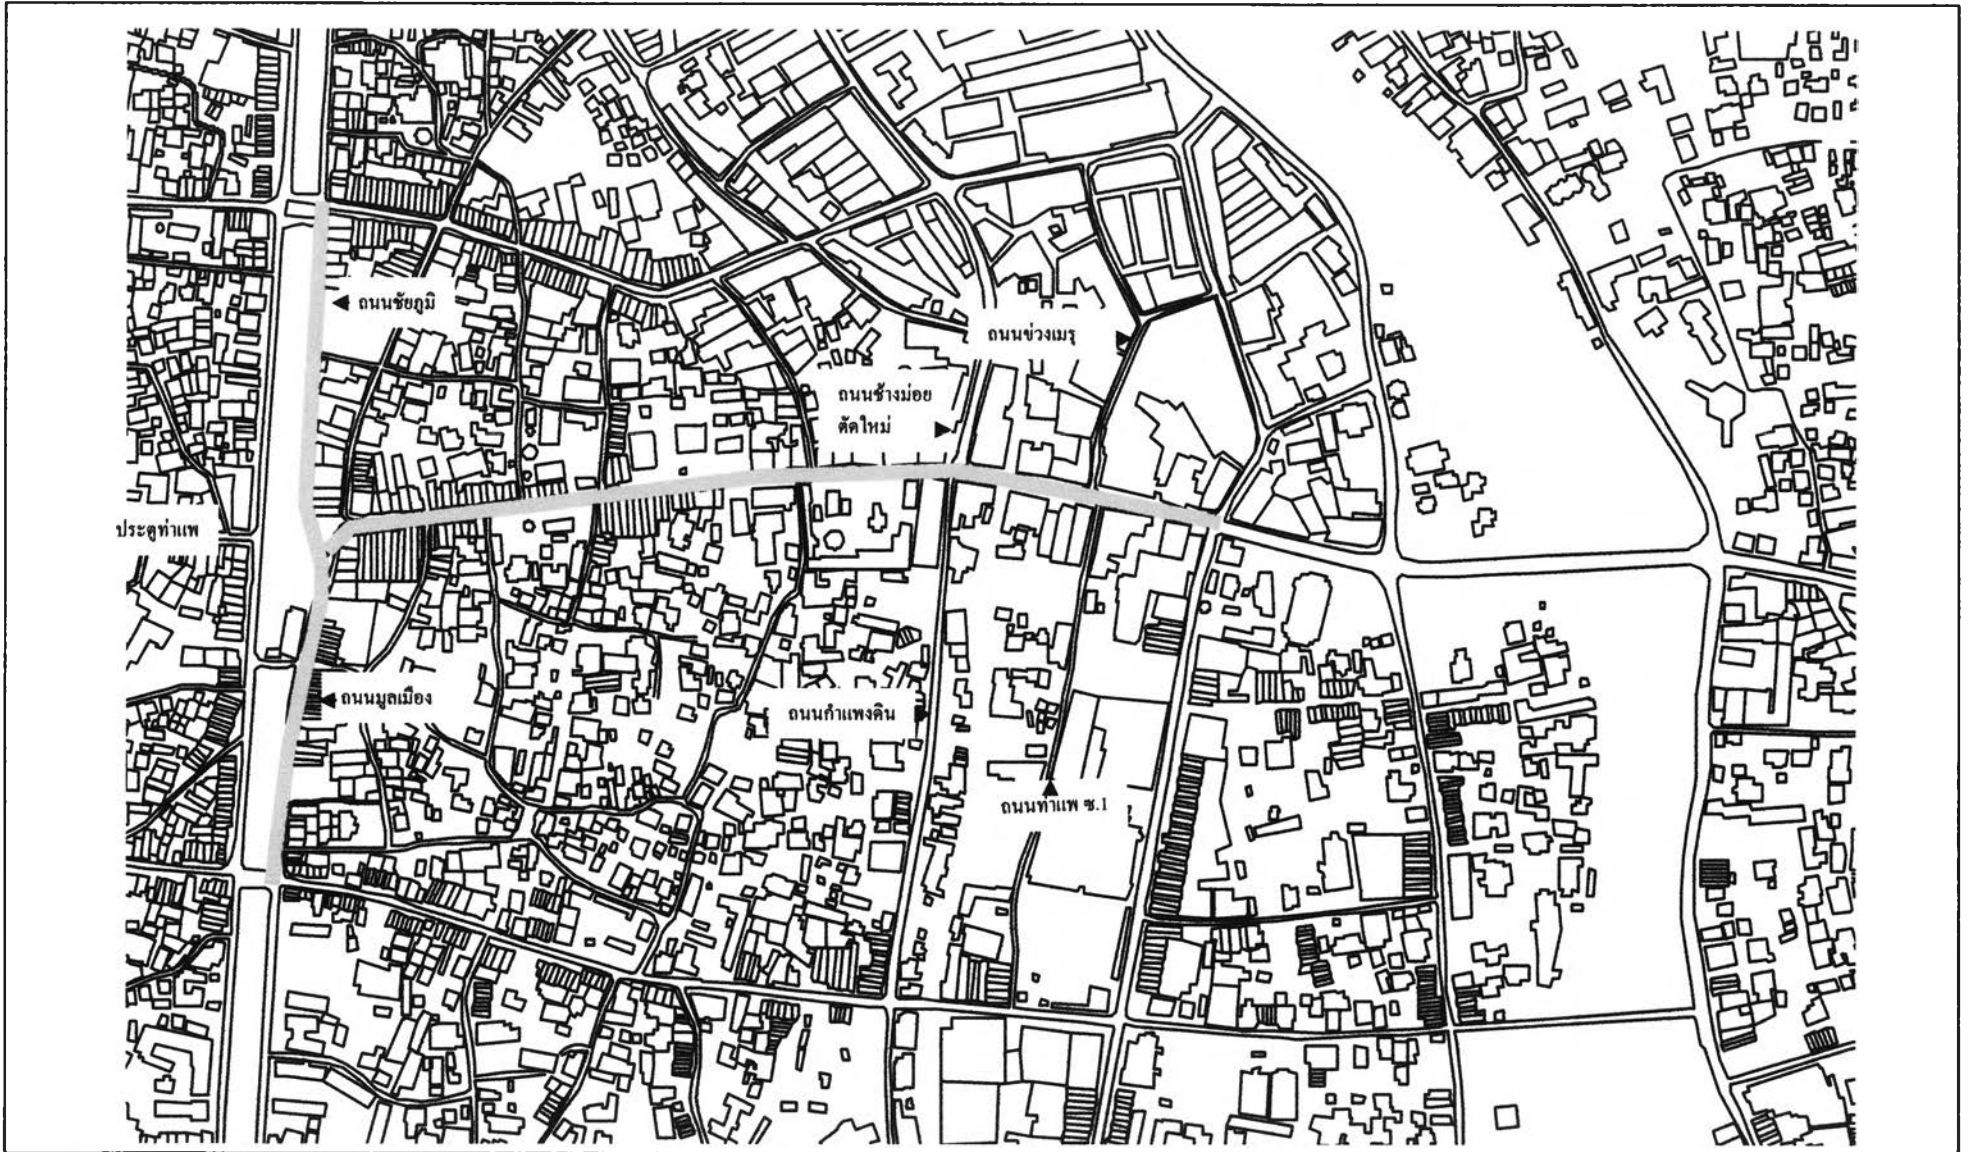 ถนนชัยภูมิ
ถนนข่วงเมรุ
ถนนช้างม่อย
ตัดใหม่
ประตูท่าแพ
ถนนมูลเมือง
ถนนกำแพงดิน
ถนนท่าแพ ซ.1